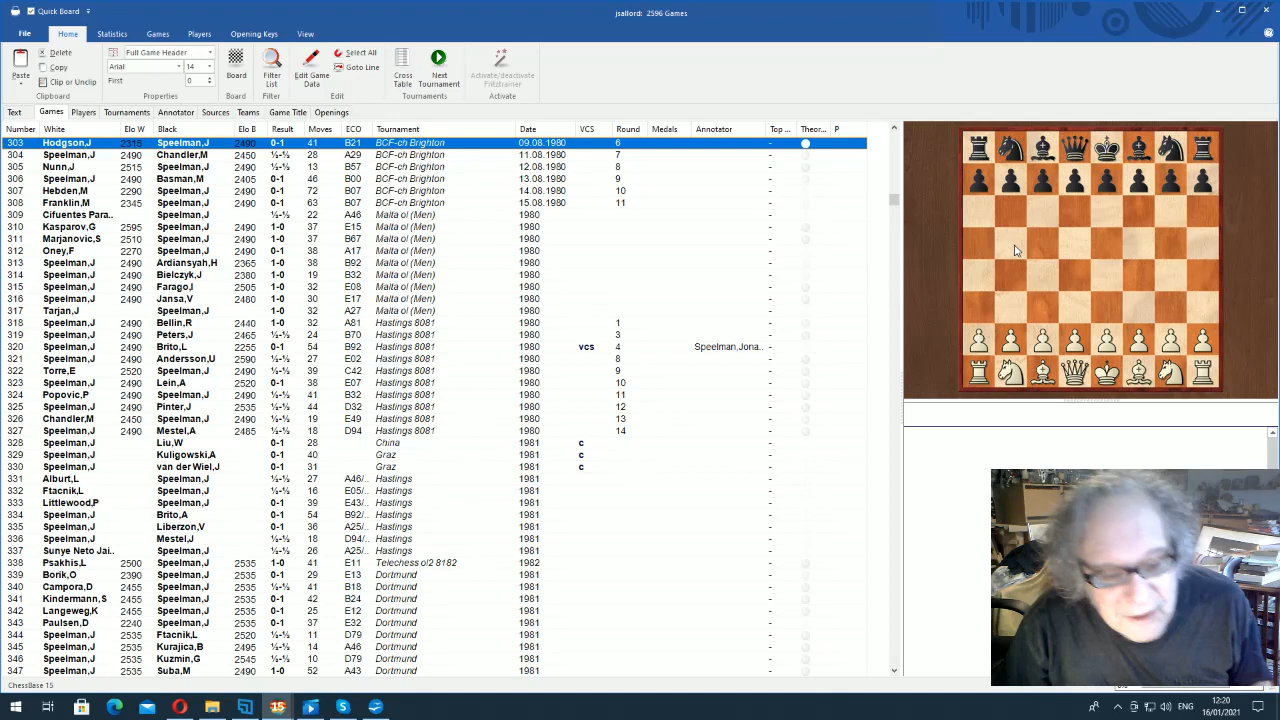 Quick Board jsallord: 2596 Games
File Home Statistics Games Players Opening Keys View
Paste Delete Copy Clip or Unclip Clipboard
Full Game Header Arial 14 First 0 Properties
Board Board
Filter List Filter
Edit Game Data Select All Goto Line Edit
Cross Table Next Tournament Tournaments
Activate/deactivate Fritztrainer Activate
Text Games Players Tournaments Annotator Sources Teams Game Title Openings
Number White Elo W Black Elo B Result Moves ECO Tournament Date VCS Round Medals Annotator Top ... Theor... P
303 Hodgson,J 2315 Speelman,J 2490 0-1 41 B21 BCF-ch Brighton 09.08.1980 6 -
304 Speelman,J 2490 Chandler,M 2450 ½-½ 28 A29 BCF-ch Brighton 11.08.1980 7 -
305 Nunn,J 2515 Speelman,J 2490 ½-½ 13 B57 BCF-ch Brighton 12.08.1980 8 -
306 Speelman,J 2490 Basman,M 2405 0-1 46 B00 BCF-ch Brighton 13.08.1980 9 -
307 Hebden,M 2290 Speelman,J 2490 0-1 72 B07 BCF-ch Brighton 14.08.1980 10 -
308 Franklin,M 2345 Speelman,J 2490 0-1 63 B07 BCF-ch Brighton 15.08.1980 11 -
309 Cifuentes Para.. Speelman,J 2490 ½-½ 22 A46 Malta ol (Men) 1980 -
310 Kasparov,G 2595 Speelman,J 2490 1-0 37 E15 Malta ol (Men) 1980 -
311 Marjanovic,S 2510 Speelman,J 2490 1-0 37 B67 Malta ol (Men) 1980 -
312 Oney,F 2270 Speelman,J 2490 0-1 38 A17 Malta ol (Men) 1980 -
313 Speelman,J 2490 Ardiansyah,H 2365 ½-½ 38 B92 Malta ol (Men) 1980 -
314 Speelman,J 2490 Bielczyk,J 2380 ½-½ 19 B32 Malta ol (Men) 1980 -
315 Speelman,J 2490 Farago,I 2505 1-0 32 E08 Malta ol (Men) 1980 -
316 Speelman,J 2490 Jansa,V 2480 1-0 30 E17 Malta ol (Men) 1980 -
317 Tarjan,J Speelman,J 2490 1-0 32 A31 Malta ol (Men) 1980 -
318 Speelman,J 2490 Bellin,R 2440 1-0 32 A81 Hastings 8081 1980 1 -
319 Speelman,J 2490 Peters,J 2465 ½-½ 24 B70 Hastings 8081 1980 3 -
320 Speelman,J 2490 Brito,L 2255 0-1 54 B92 Hastings 8081 1980 vcs 4 Speelman,Jona.. -
321 Speelman,J 2490 Andersson,U 2590 ½-½ 59 E02 Hastings 8081 1980 8 -
322 Torre,E 2520 Speelman,J 2490 ½-½ 39 C42 Hastings 8081 1980 9 -
323 Speelman,J 2490 Lein,A 2520 ½-½ 38 E07 Hastings 8081 1980 10 -
324 Popovic,P 2455 Speelman,J 2490 ½-½ 41 B32 Hastings 8081 1980 11 -
325 Speelman,J 2490 Pinter,J 2535 ½-½ 44 D32 Hastings 8081 1980 12 -
326 Chandler,M 2450 Speelman,J 2490 ½-½ 19 E49 Hastings 8081 1980 13 -
327 Speelman,J 2490 Mestel,A 2485 ½-½ 18 D94 Hastings 8081 1980 14 -
328 Speelman,J Liu,W 0-1 28 China 1981 c -
329 Speelman,J Kuligowski,A 0-1 40 Graz 1981 c -
330 Speelman,J van der Wiel,J 0-1 31 Graz 1981 c -
331 Alburt,L Speelman,J ½-½ 27 A46/.. Hastings 1981 -
332 Ftacnik,L Speelman,J ½-½ 16 E05/.. Hastings 1981 -
333 Littlewood,P Speelman,J 0-1 39 E43/.. Hastings 1981 -
334 Speelman,J Brito,A 0-1 54 B92/.. Hastings 1981 -
335 Speelman,J Liberzon,V 0-1 36 A25/.. Hastings 1981 -
336 Speelman,J Mestel,J ½-½ 18 D94/.. Hastings 1981 -
337 Sunye Neto Jai.. Speelman,J ½-½ 26 A25/.. Hastings 1981 -
338 Psakhis,L 2500 Speelman,J 2535 1-0 41 E11 Telechess ol2 8182 1982 -
339 Borik,O 2390 Speelman,J 2535 0-1 29 E13 Dortmund 1981 -
340 Campora,D 2455 Speelman,J 2535 ½-½ 41 B18 Dortmund 1981 -
341 Kindermann,S 2455 Speelman,J 2535 0-1 42 B24 Dortmund 1981 -
342 Langeweg,K 2455 Speelman,J 2535 0-1 25 E12 Dortmund 1981 -
343 Paulsen,D 2240 Speelman,J 2535 0-1 37 E32 Dortmund 1981
344 Speelman,J 2535 Ftacnik,L 2520 ½-½ 11 D79 Dortmund 1981
345 Speelman,J 2535 Kurajica,B 2495 ½-½ 14 A46 Dortmund 1981
346 Speelman,J 2535 Kuzmin,G 2545 ½-½ 10 D79 Dortmund 1981
347 Speelman,J 2535 Suba,M 2490 1-0 52 A43 Dortmund 1981
ChessBase 15
15 ENG 12:20
16/01/2021